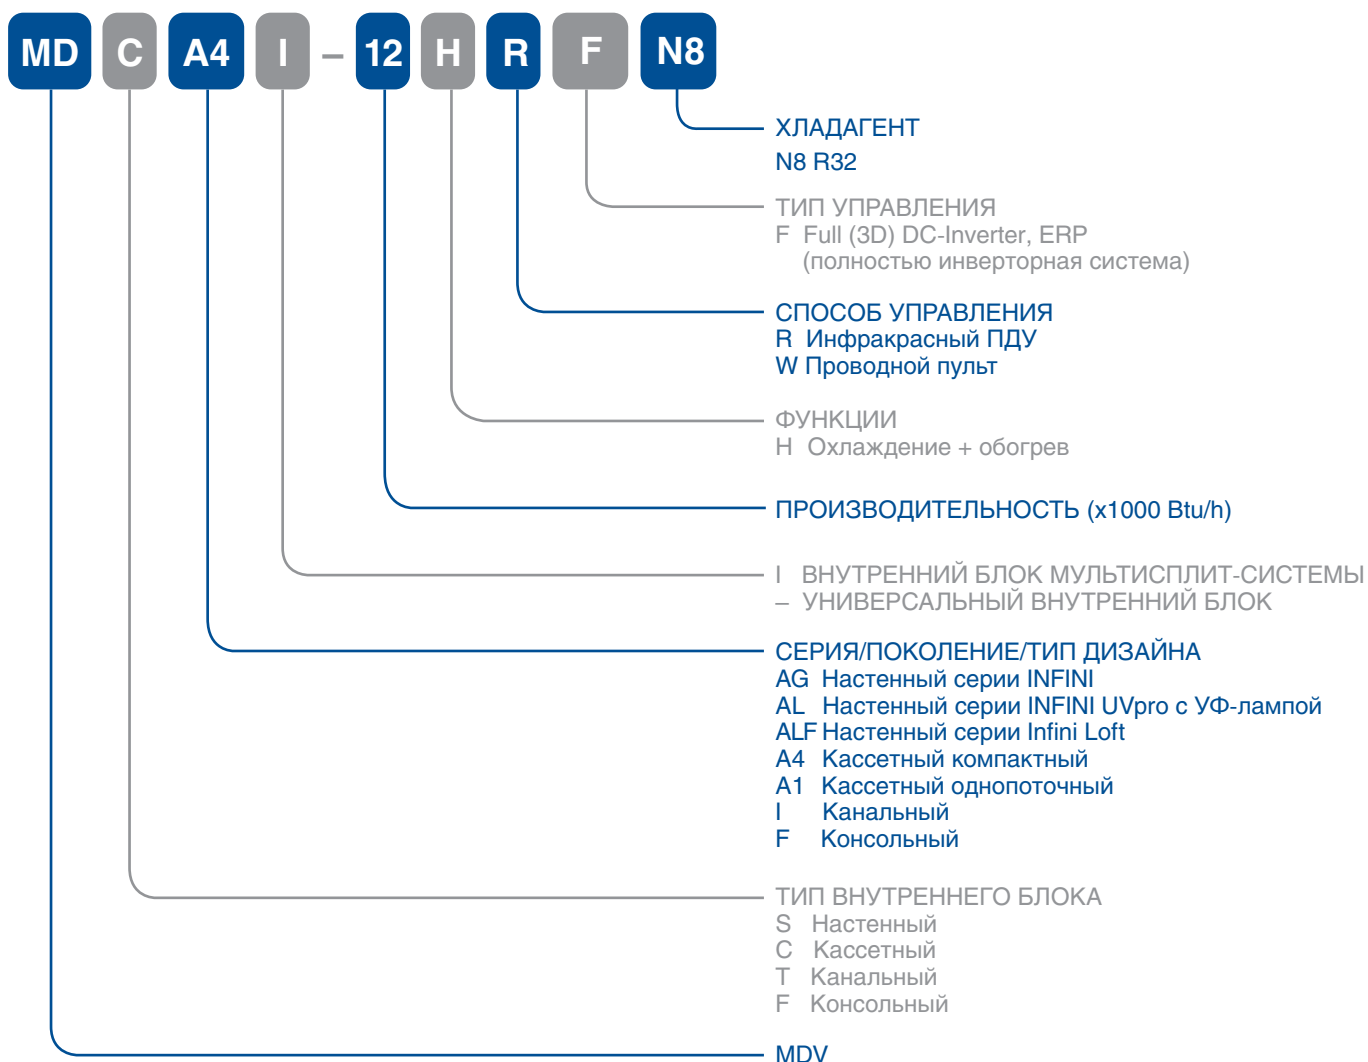 MD C A4 I – 12 H R F N8
ХЛАДАГЕНТ
N8 R32
ТИП УПРАВЛЕНИЯ
F Full (3D) DC-Inverter, ERP
(полностью инверторная система)
СПОСОБ УПРАВЛЕНИЯ
R Инфракрасный ПДУ
W Проводной пульт
ФУНКЦИИ
H Охлаждение + обогрев
ПРОИЗВОДИТЕЛЬНОСТЬ (x1000 Btu/h)
I ВНУТРЕННИЙ БЛОК МУЛЬТИСПЛИТ-СИСТЕМЫ
– УНИВЕРСАЛЬНЫЙ ВНУТРЕННИЙ БЛОК
СЕРИЯ/ПОКОЛЕНИЕ/ТИП ДИЗАЙНА
AG Настенный серии INFINI
AL Настенный серии INFINI UVpro с УФ-лампой
ALF Настенный серии Infini Loft
A4 Кассетный компактный
A1 Кассетный однопоточный
I Канальный
F Консольный
ТИП ВНУТРЕННЕГО БЛОКА
S Настенный
C Кассетный
T Канальный
F Консольный
MDV